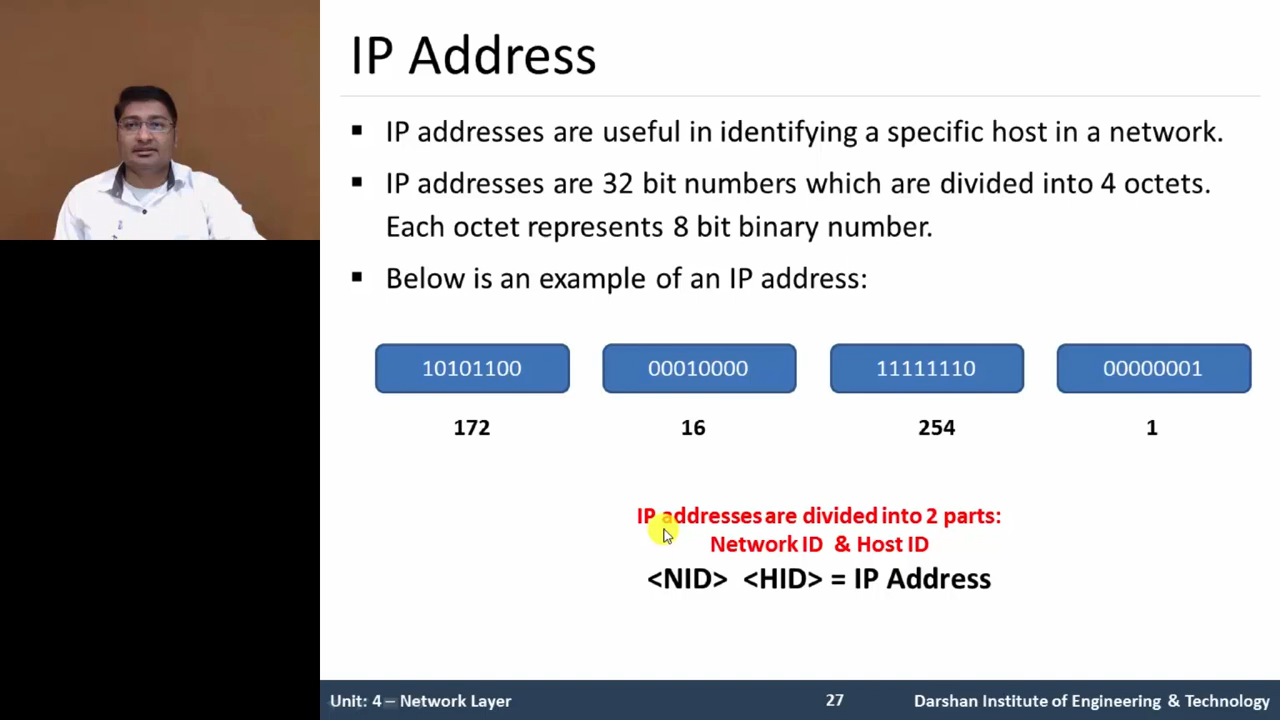 IP Address
▪ IP addresses are useful in identifying a specific host in a network.
▪ IP addresses are 32 bit numbers which are divided into 4 octets.
Each octet represents 8 bit binary number.
▪ Below is an example of an IP address:
10101100 00010000 11111110 00000001
172 16 254 1
IP addresses are divided into 2 parts:
Network ID & Host ID
<NID> <HID> = IP Address
Unit: 4 – Network Layer 27 Darshan Institute of Engineering & Technology